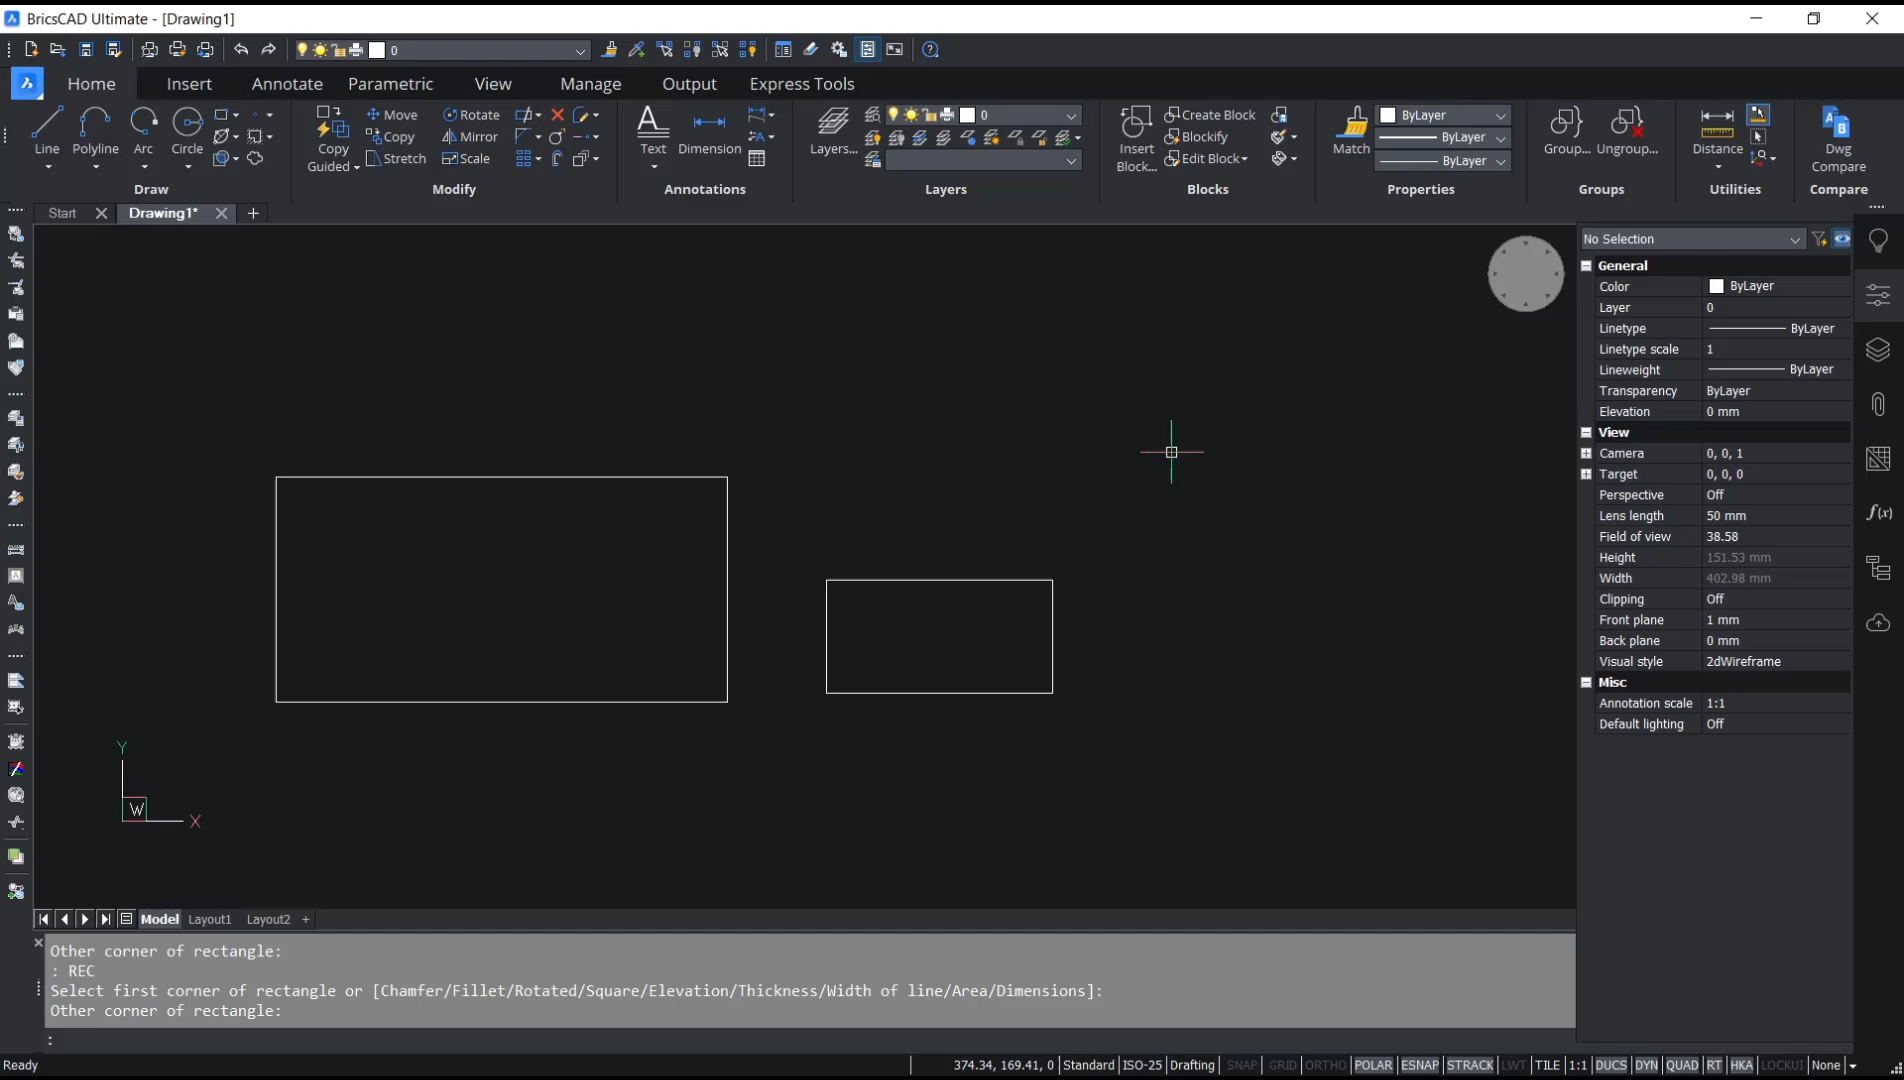 BricsCAD Ultimate - [Drawing1]
0
Home Insert Annotate Parametric View Manage Output Express Tools
Line Polyline Arc Circle
Draw
Copy Guided
Move Rotate
Copy Mirror
Stretch Scale
Modify
Text Dimension
Annotations
Layers...
0
Layers
Insert Block...
Create Block
Blockify
Edit Block
Blocks
Match
ByLayer
ByLayer
ByLayer
Properties
Group... Ungroup...
Groups
Distance
Utilities
Dwg Compare
Compare
Start Drawing1*
No Selection
General
Color ByLayer
Layer 0
Linetype ByLayer
Linetype scale 1
Lineweight ByLayer
Transparency ByLayer
Elevation 0 mm
View
Camera 0, 0, 1
Target 0, 0, 0
Perspective Off
Lens length 50 mm
Field of view 38.58
Height 151.53 mm
Width 402.98 mm
Clipping Off
Front plane 1 mm
Back plane 0 mm
Visual style 2dWireframe
Misc
Annotation scale 1:1
Default lighting Off
f(x)
Y
W
X
Model Layout1 Layout2 +
Other corner of rectangle:
: REC
Select first corner of rectangle or [Chamfer/Fillet/Rotated/Square/Elevation/Thickness/Width of line/Area/Dimensions]:
Other corner of rectangle:
:
Ready 374.34, 169.41, 0 Standard ISO-25 Drafting SNAP GRID ORTHO POLAR ESNAP STRACK LWT TILE 1:1 DUCS DYN QUAD RT HKA LOCKUI None